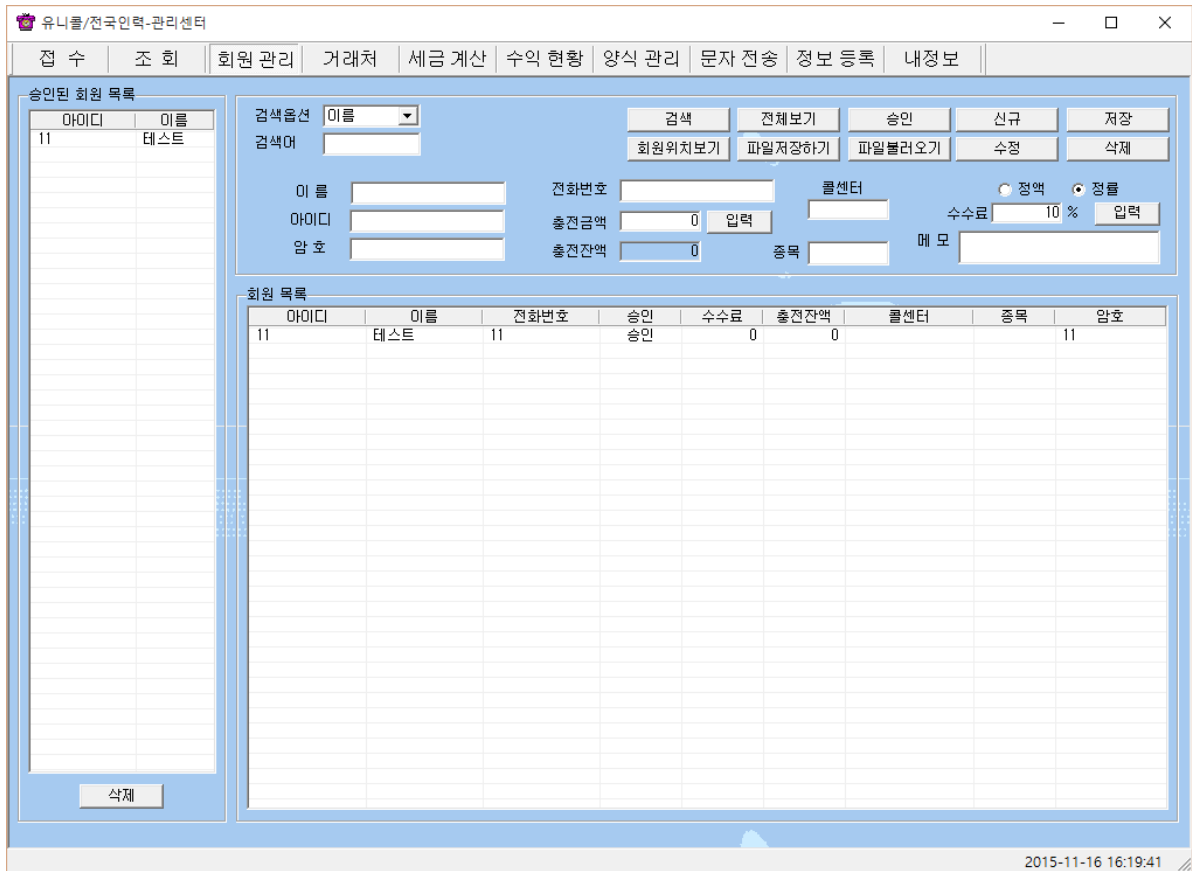 유니콜/전국인력-관리센터
접 수 조 회 회원 관리 거래처 세금 계산 수익 현황 양식 관리 문자 전송 정보 등록 내정보
승인된 회원 목록
아이디 이름
11 테스트
삭제
검색옵션 이름 검색 전체보기 승인 신규 저장
검색어 회원위치보기 파일저장하기 파일불러오기 수정 삭제
이 름 전화번호 콜센터 정액 정률
아이디 충전금액 0 입력 수수료 10 % 입력
암 호 충전잔액 0 종목 메 모
회원 목록
아이디 이름 전화번호 승인 수수료 충전잔액 콜센터 종목 암호
11 테스트 11 승인 0 0 11
2015-11-16 16:19:41